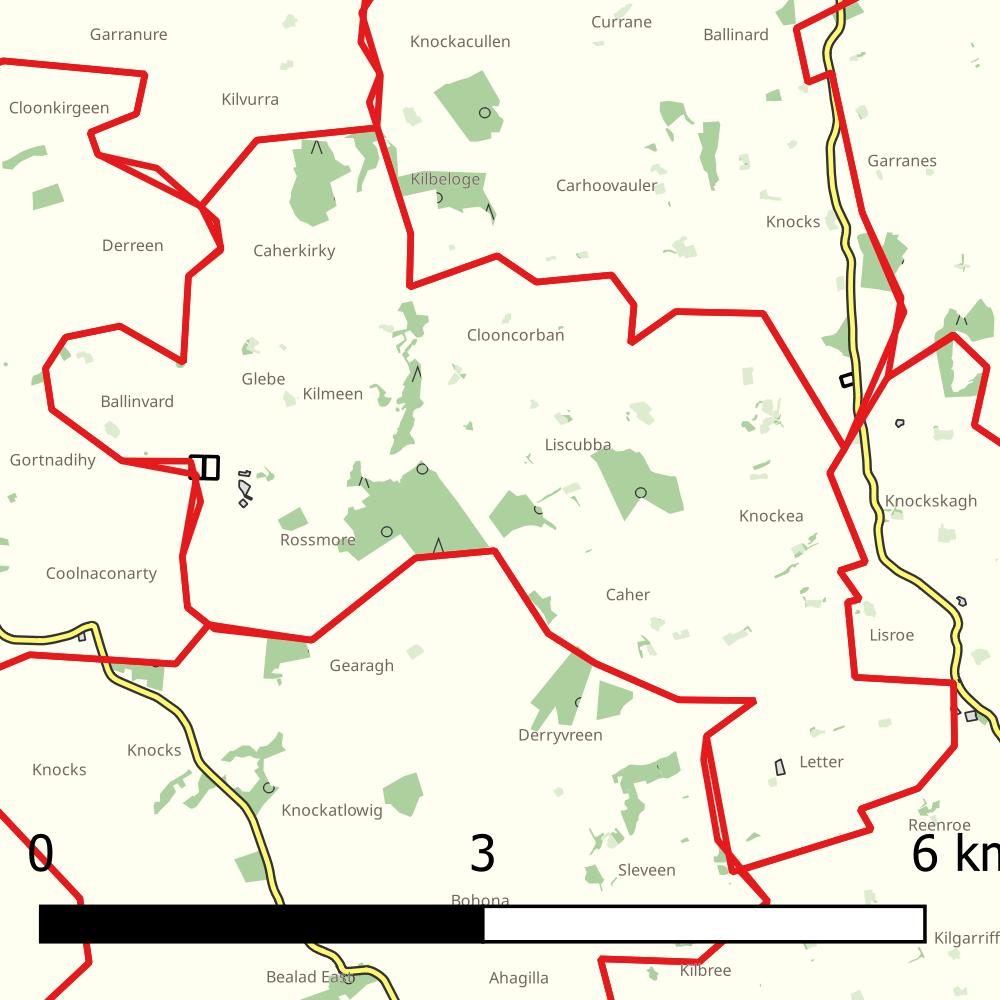 Currane
Garranure
Knockacullen
Ballinard
Kilvurra
Cloonkirgeen
Garranes
Kilbeloge
Carhoovauler
Knocks
Derreen
Caherkirky
Clooncorban
Glebe
Kilmeen
Ballinvard
Liscubba
Gortnadihy
Knockskagh
Knockea
Rossmore
Coolnaconarty
Caher
Lisroe
Gearagh
Derryvreen
Knocks
Letter
Knocks
Knockatlowig
Reenroe
0
3
6 km
Sleveen
Bohona
Kilgarriff
Kilbree
Bealad East
Ahagilla